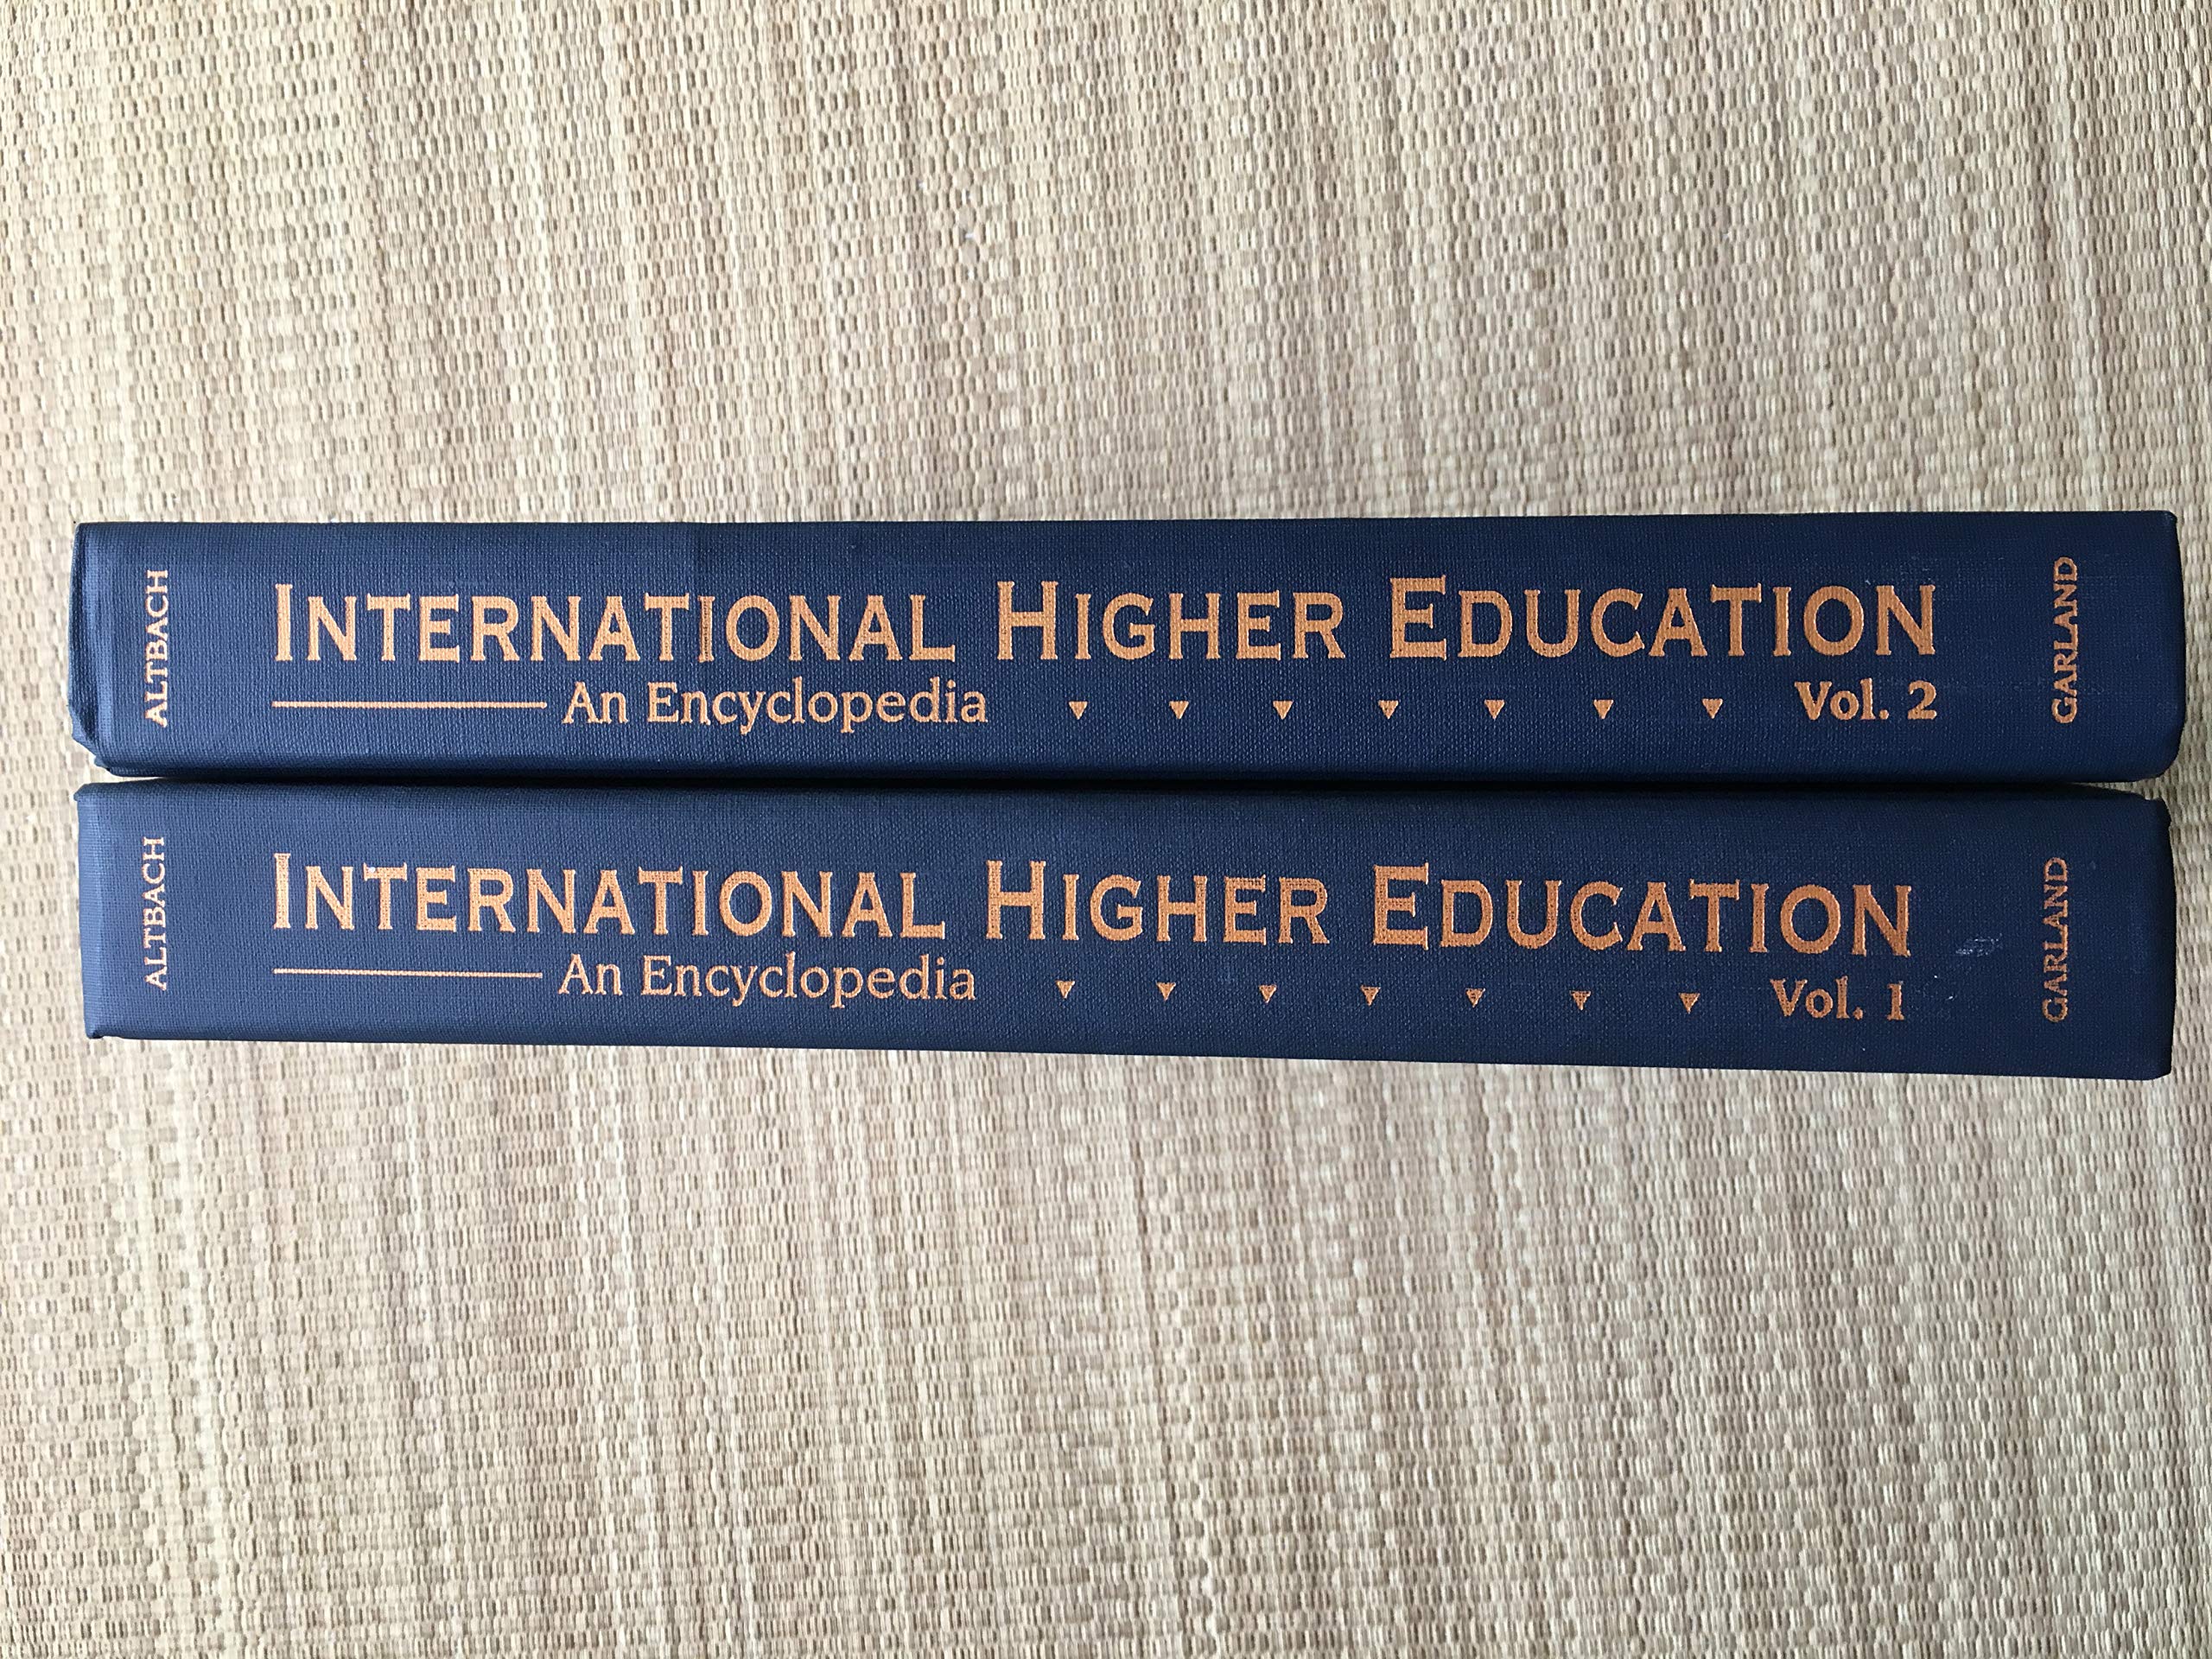 ALTBACH
INTERNATIONAL HIGHER EDUCATION
An Encyclopedia
Vol. 2
GARLAND
ALTBACH
INTERNATIONAL HIGHER EDUCATION
An Encyclopedia
Vol. 1
GARLAND